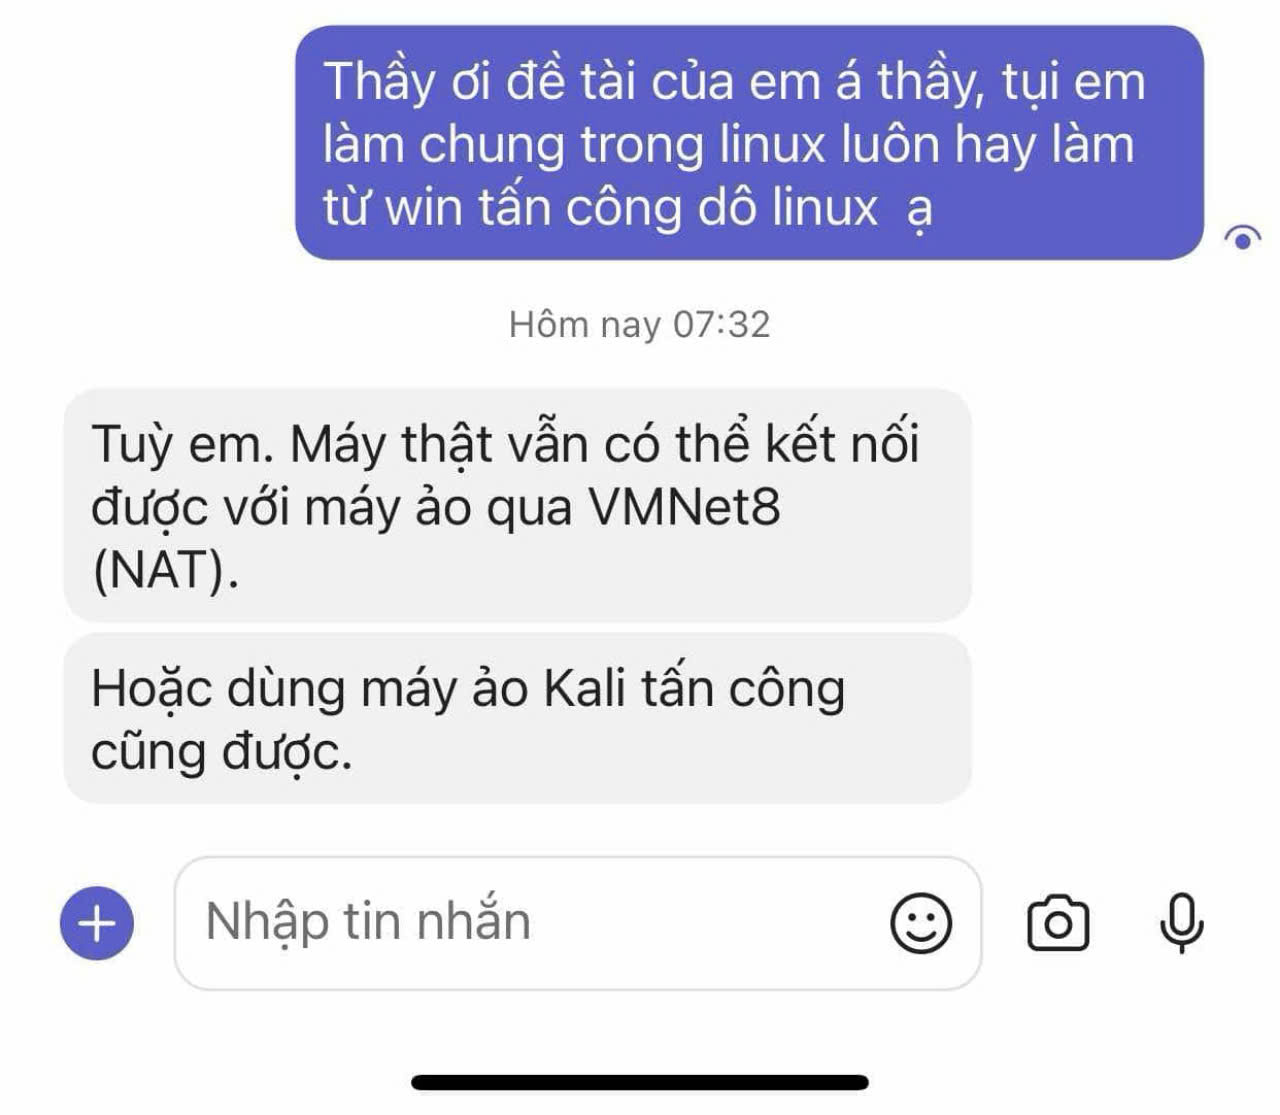 Thầy ơi đề tài của em á thầy, tụi em
làm chung trong linux luôn hay làm
từ win tấn công dô linux ạ
Hôm nay 07:32
Tuỳ em. Máy thật vẫn có thể kết nối
được với máy ảo qua VMNet8
(NAT).
Hoặc dùng máy ảo Kali tấn công
cũng được.
Nhập tin nhắn